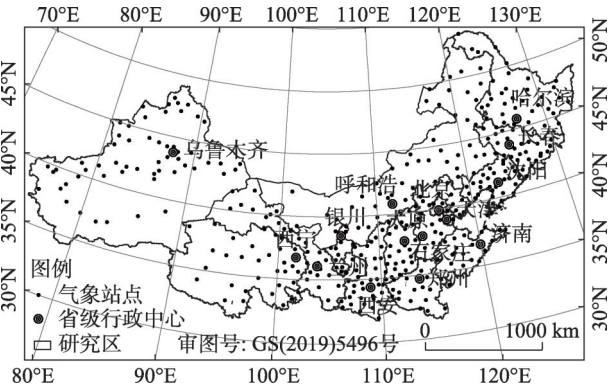 70°E 80°E 90°E 100°E 110°E 120°E 130°E
50°N
45°N
40°N
35°N
30°N
45°N
40°N
35°N
30°N
哈尔滨
长春
沈阳
乌鲁木齐
呼和浩
北京
天津
银川
太原
石家庄
济南
西宁
兰州
郑州
西安
图例
气象站点
省级行政中心
研究区
审图号: GS(2019)5496号
0 1000 km
80°E 90°E 100°E 110°E 120°E